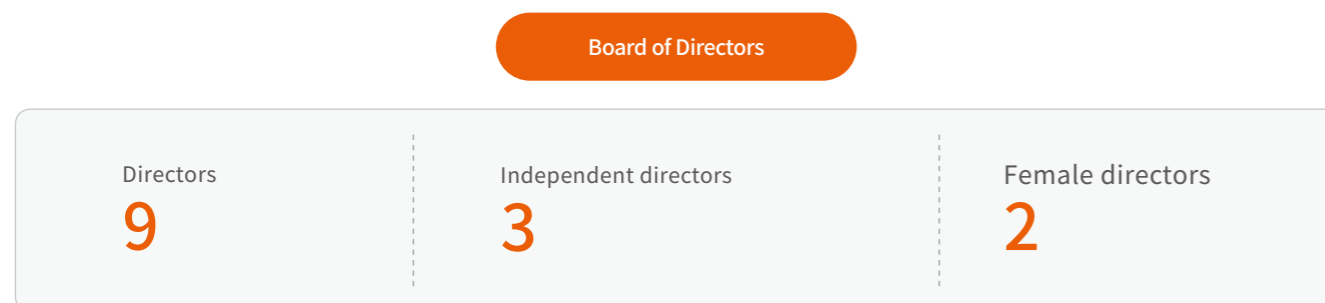 Board of Directors
Directors
9
Independent directors
3
Female directors
2